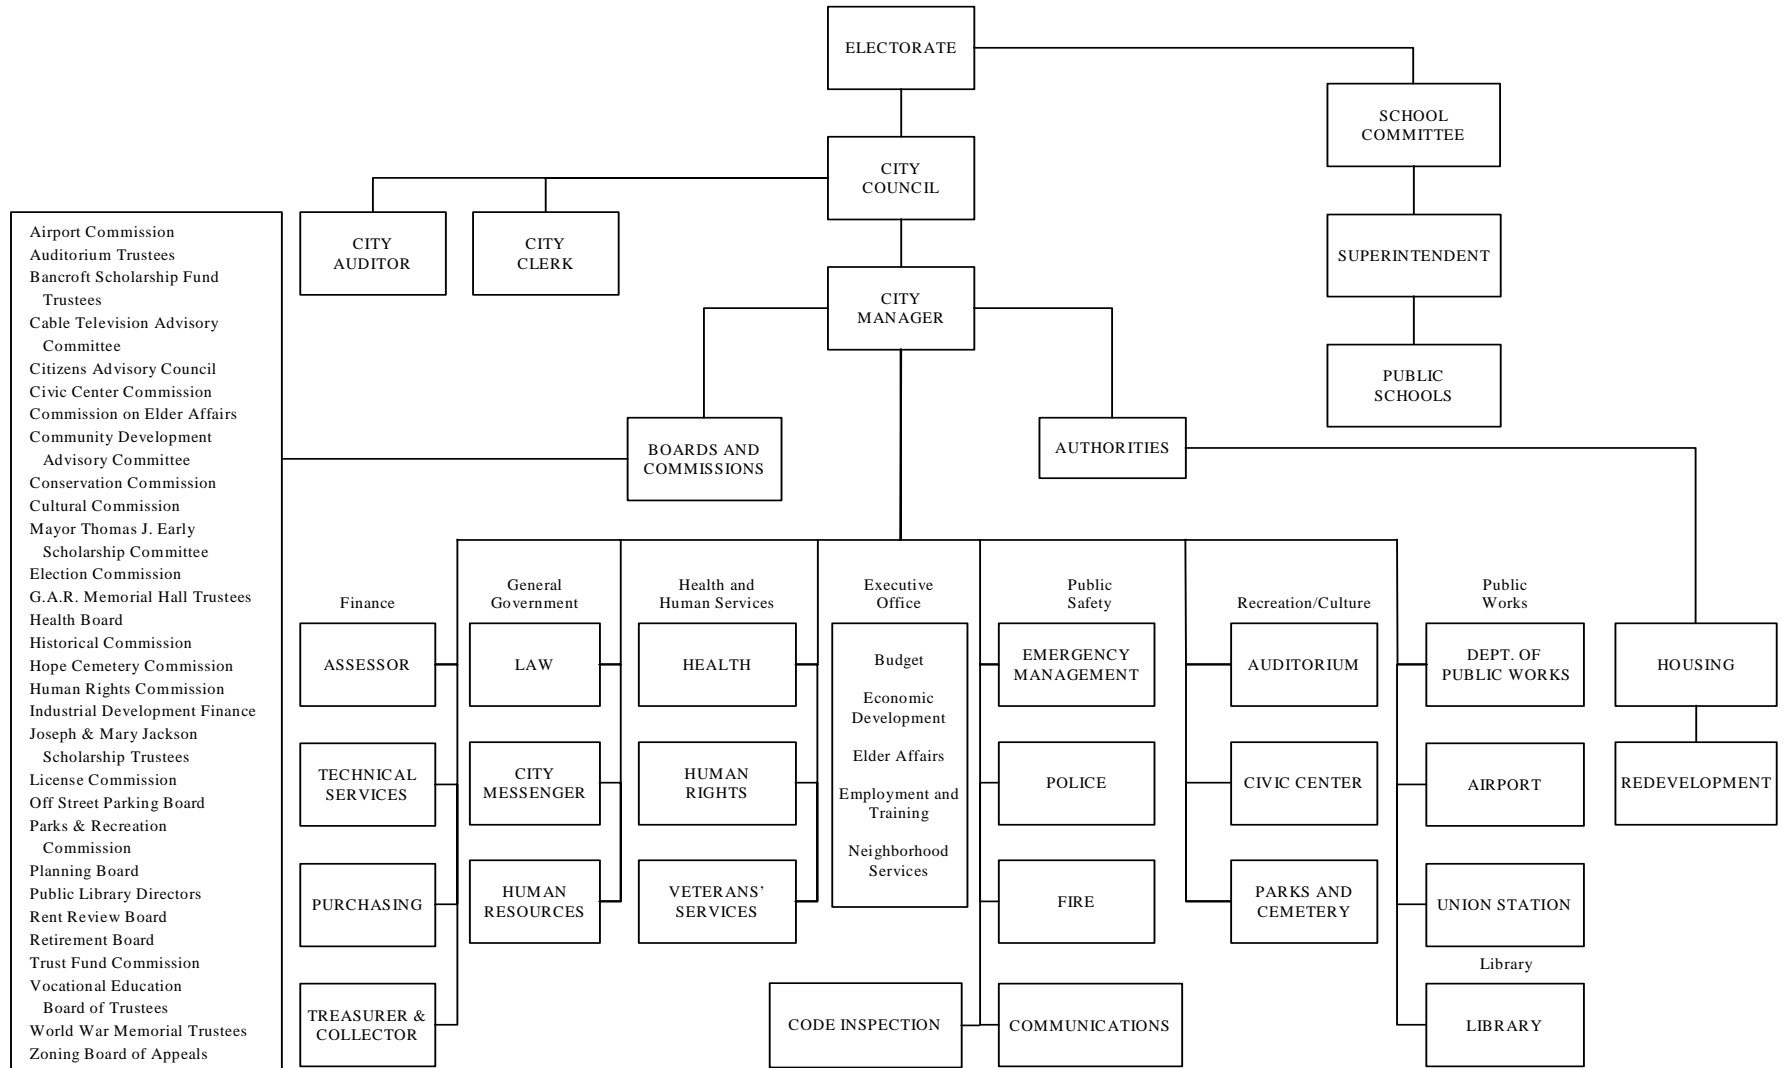 ELECTORATE
SCHOOL
COMMITTEE
CITY
COUNCIL
CITY
AUDITOR
CITY
CLERK
SUPERINTENDENT
CITY
MANAGER
PUBLIC
SCHOOLS
BOARDS AND
COMMISSIONS
AUTHORITIES
Airport Commission
Auditorium Trustees
Bancroft Scholarship Fund
Trustees
Cable Television Advisory
Committee
Citizens Advisory Council
Civic Center Commission
Commission on Elder Affairs
Community Development
Advisory Committee
Conservation Commission
Cultural Commission
Mayor Thomas J. Early
Scholarship Committee
Election Commission
G.A.R. Memorial Hall Trustees
Health Board
Historical Commission
Hope Cemetery Commission
Human Rights Commission
Industrial Development Finance
Joseph & Mary Jackson
Scholarship Trustees
License Commission
Off Street Parking Board
Parks & Recreation
Commission
Planning Board
Public Library Directors
Rent Review Board
Retirement Board
Trust Fund Commission
Vocational Education
Board of Trustees
World War Memorial Trustees
Zoning Board of Appeals
Finance
ASSESSOR
TECHNICAL
SERVICES
PURCHASING
TREASURER &
COLLECTOR
General
Government
LAW
CITY
MESSENGER
HUMAN
RESOURCES
Health and
Human Services
HEALTH
HUMAN
RIGHTS
VETERANS'
SERVICES
Executive
Office
Budget
Economic
Development
Elder Affairs
Employment and
Training
Neighborhood
Services
Public
Safety
EMERGENCY
MANAGEMENT
POLICE
FIRE
CODE INSPECTION
COMMUNICATIONS
Recreation/Culture
AUDITORIUM
CIVIC CENTER
PARKS AND
CEMETERY
Public
Works
DEPT. OF
PUBLIC WORKS
AIRPORT
UNION STATION
Library
LIBRARY
HOUSING
REDEVELOPMENT